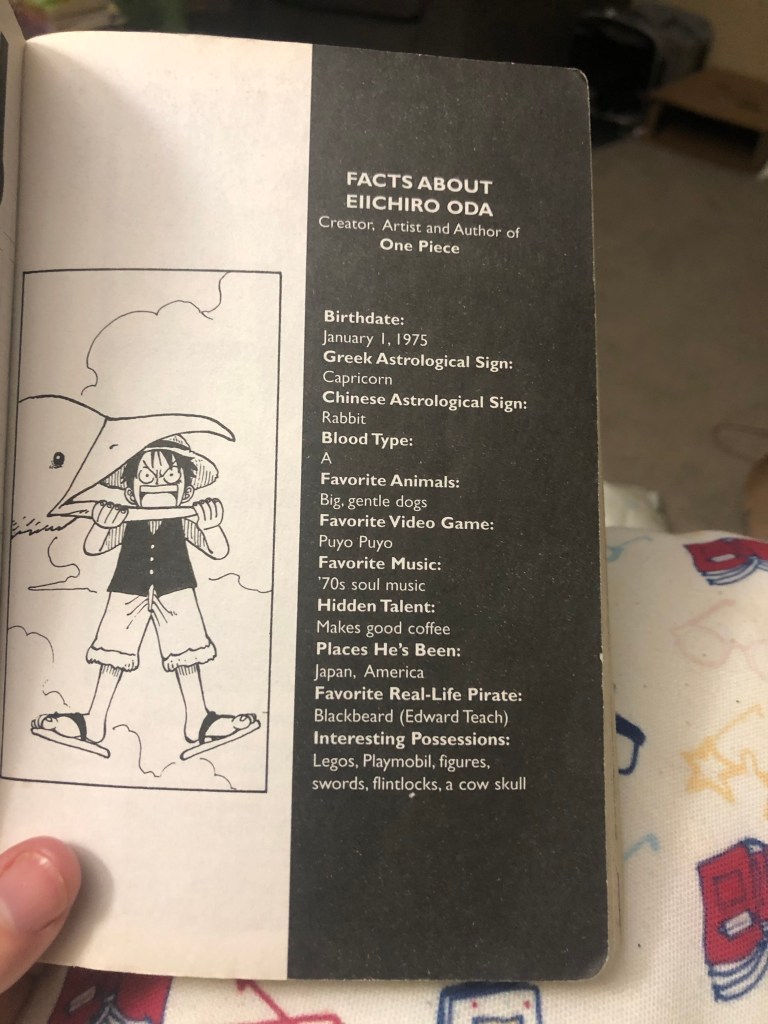 FACTS ABOUT
EIICHIRO ODA
Creator, Artist and Author of
One Piece
Birthdate:
January 1, 1975
Greek Astrological Sign:
Capricorn
Chinese Astrological Sign:
Rabbit
Blood Type:
A
Favorite Animals:
Big, gentle dogs
Favorite Video Game:
Puyo Puyo
Favorite Music:
'70s soul music
Hidden Talent:
Makes good coffee
Places He's Been:
Japan, America
Favorite Real-Life Pirate:
Blackbeard (Edward Teach)
Interesting Possessions:
Legos, Playmobil, figures,
swords, flintlocks, a cow skull